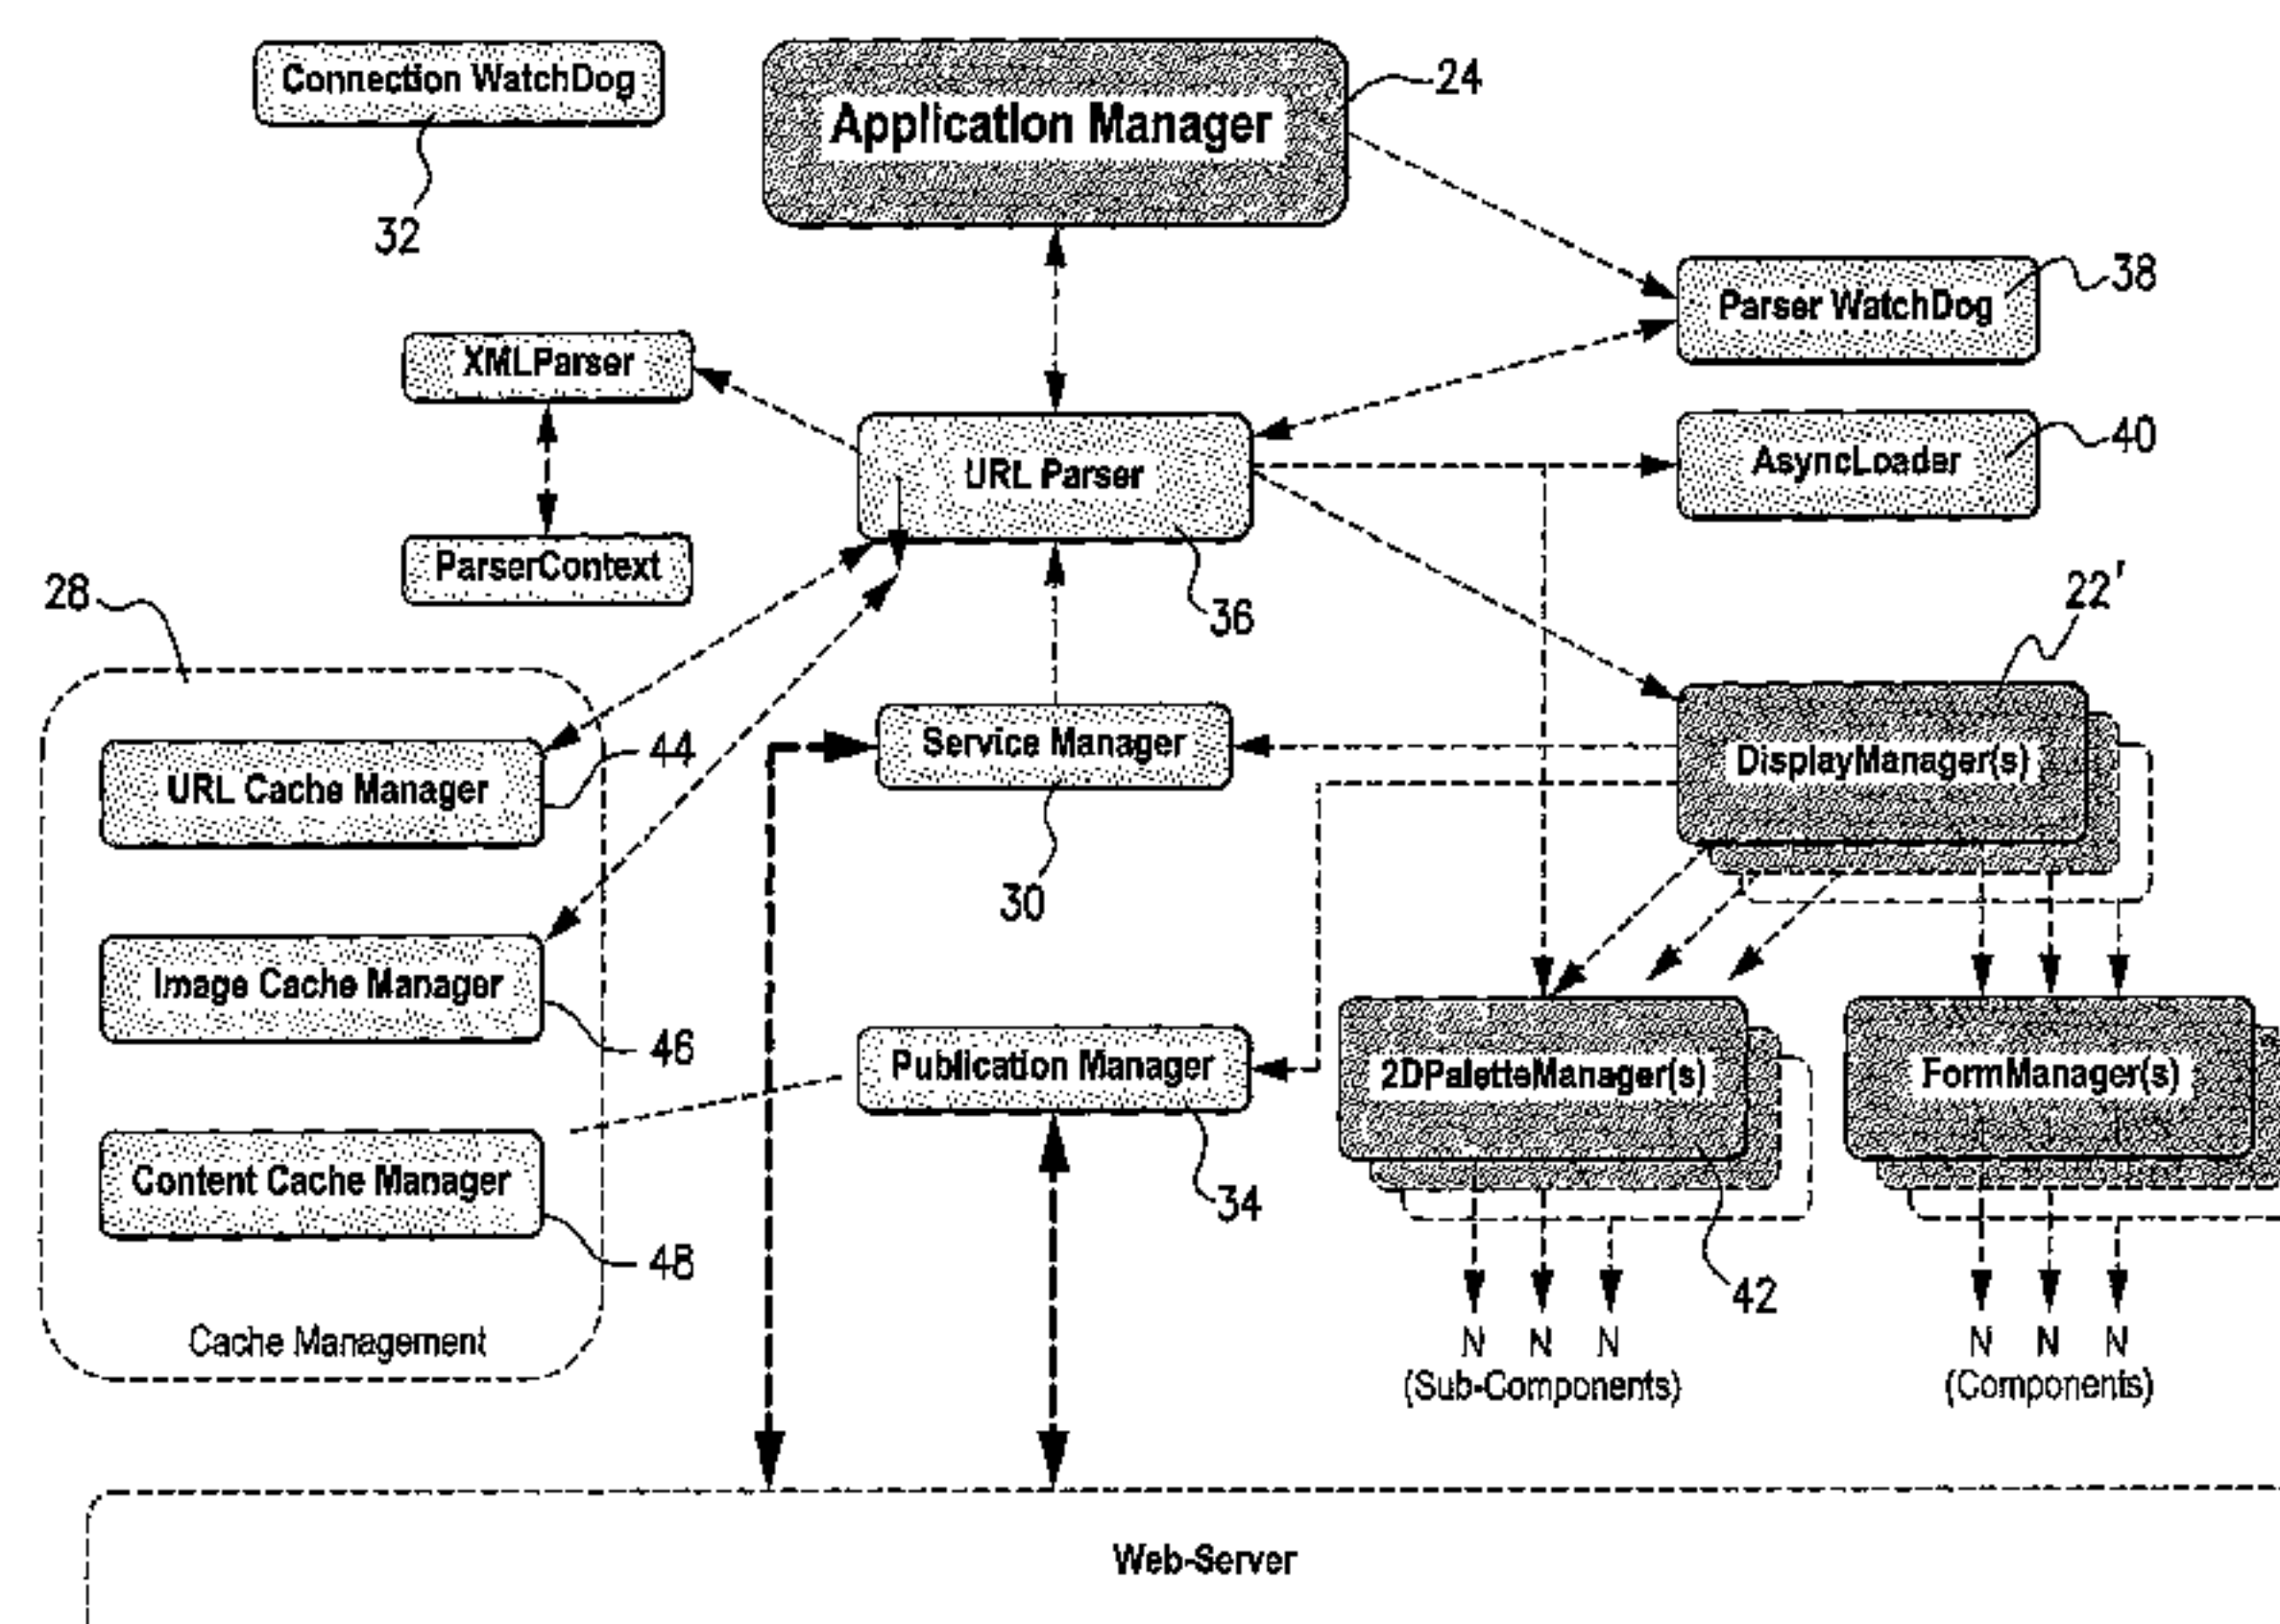 Connection WatchDog
32
Application Manager
24
Parser WatchDog
38
XMLParser
URL Parser
36
AsyncLoader
40
ParserContext
28
22'
URL Cache Manager
44
Service Manager
30
DisplayManager(s)
Image Cache Manager
46
Publication Manager
34
2DPaletteManager(s)
42
FormManager(s)
Content Cache Manager
48
Cache Management
N N N
(Sub-Components)
N N N
(Components)
Web-Server